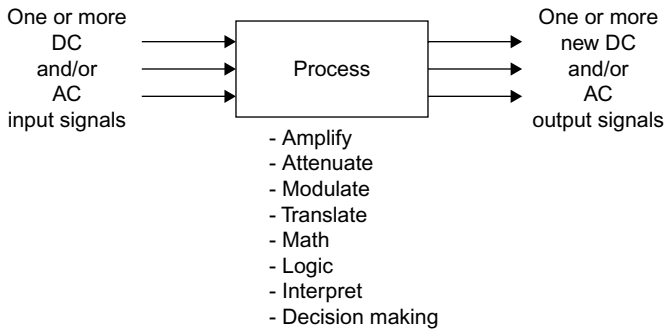 One or more
DC
and/or
AC
input signals
Process
One or more
new DC
and/or
AC
output signals
- Amplify
- Attenuate
- Modulate
- Translate
- Math
- Logic
- Interpret
- Decision making